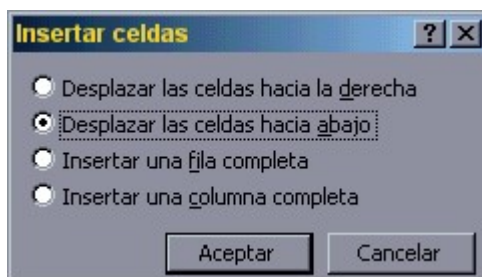 Insertar celdas
Desplazar las celdas hacia la derecha
Desplazar las celdas hacia abajo
Insertar una fila completa
Insertar una columna completa
Aceptar Cancelar